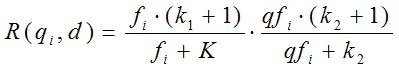 R(q_i, d) = \frac{f_i \cdot (k_1 + 1)}{f_i + K} \cdot \frac{qf_i \cdot (k_2 + 1)}{qf_i + k_2}